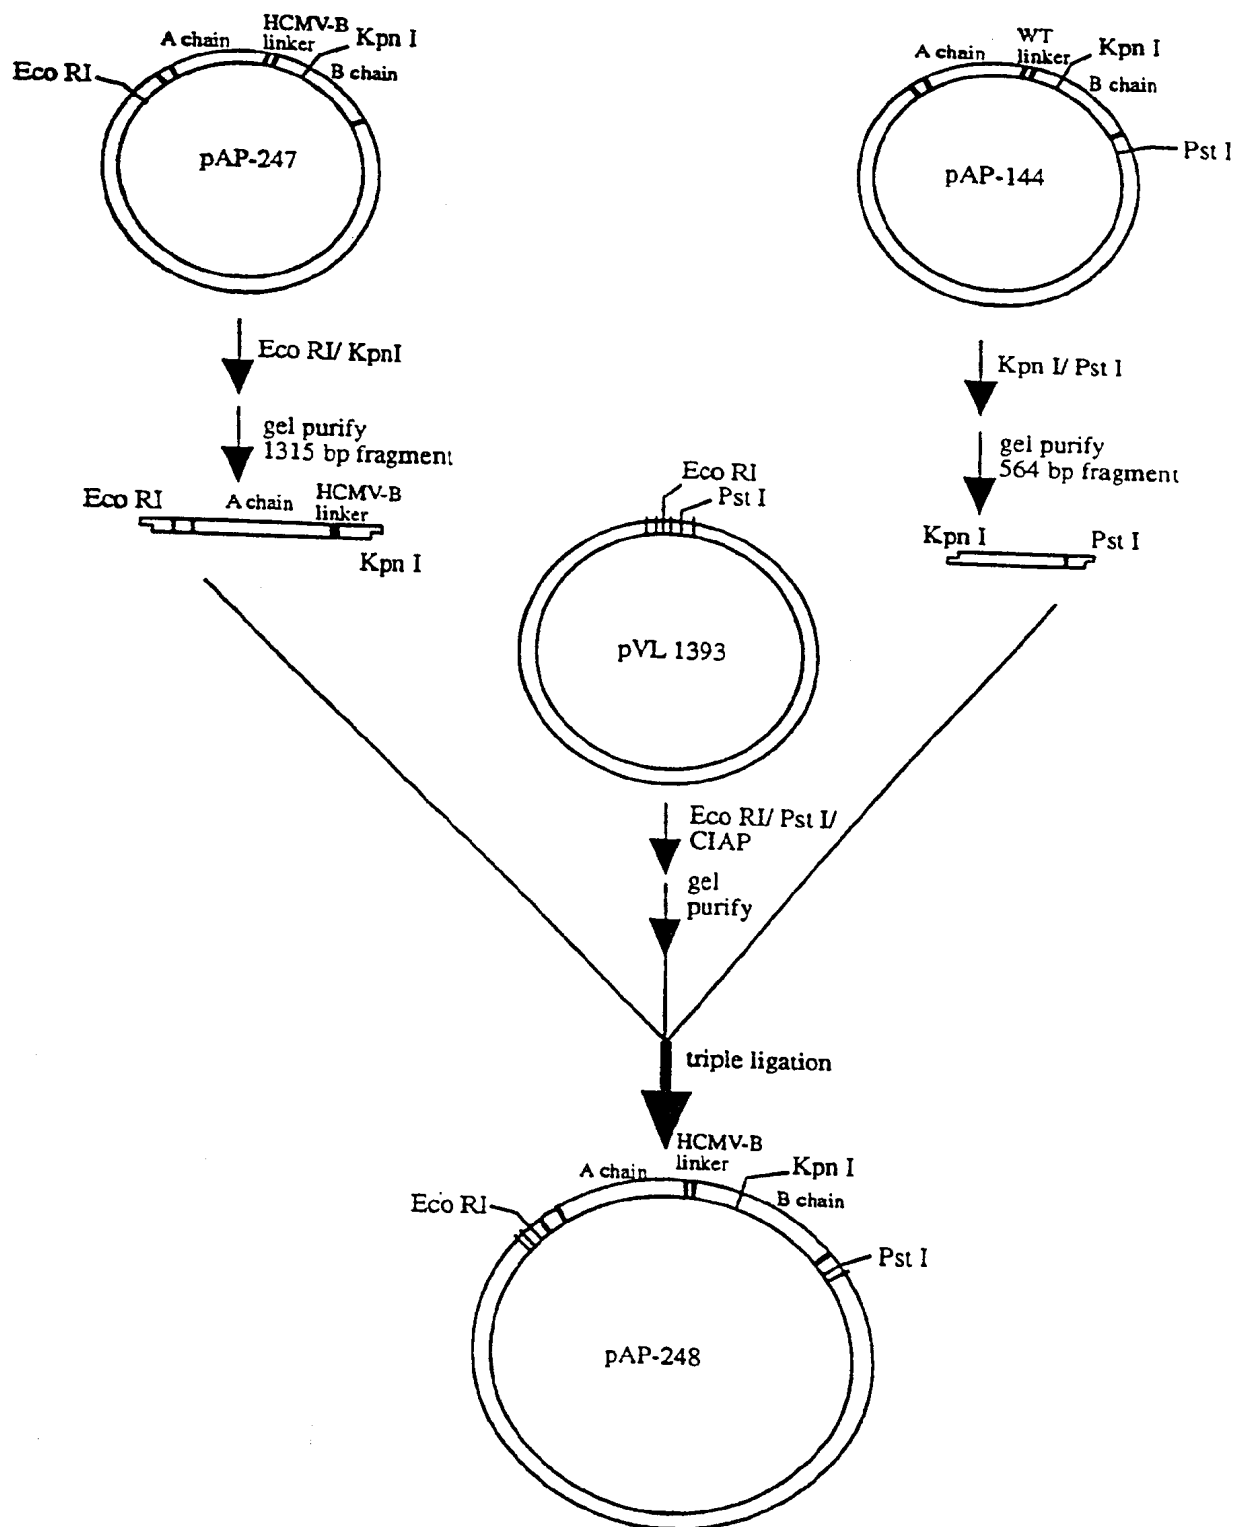 HCMV-B
linker
A chain
Kpn I
Eco RI
B chain
pAP-247
WT
linker
A chain
Kpn I
B chain
Pst I
pAP-144
Eco RI/ KpnI
gel purify
1315 bp fragment
Kpn I/ Pst I
gel purify
564 bp fragment
Eco RI
A chain
HCMV-B
linker
Kpn I
Eco RI
Pst I
Kpn I
Pst I
pVL 1393
Eco RI/ Pst I/
CIAP
gel
purify
triple ligation
HCMV-B
linker
A chain
Kpn I
Eco RI
B chain
Pst I
pAP-248